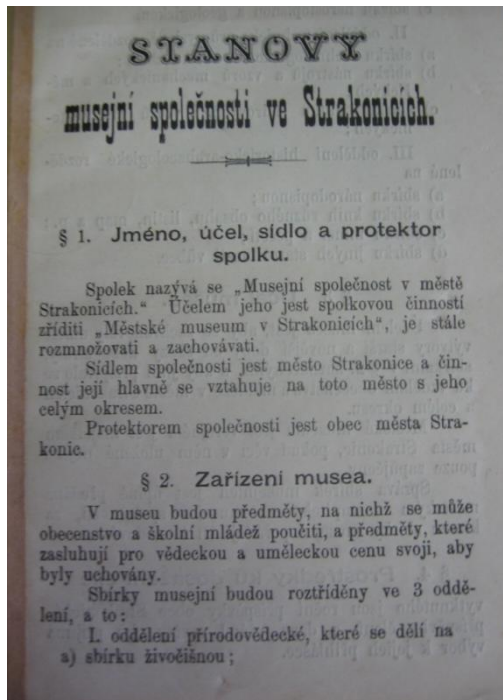 STANOVY
musejní společnosti ve Strakonicích.
§ 1. Jméno, účel, sídlo a protektor
spolku.
Spolek nazývá se „Musejní společnost v městě
Strakonicích.“ Účelem jeho jest spolkovou činností
zříditi „Městské museum v Strakonicích“, je stále
rozmnožovati a zachovávati.
Sídlem společnosti jest město Strakonice a čin-
nost její hlavně se vztahuje na toto město s jeho
celým okresem.
Protektorem společnosti jest obec města Stra-
konic.
§ 2. Zařízení musea.
V museu budou předměty, na nichž se může
obecenstvo a školní mládež poučiti, a předměty, které
zasluhují pro vědeckou a uměleckou cenu svoji, aby
byly uchovány.
Sbírky musejní budou roztříděny ve 3 oddě-
lení, a to :
I. oddělení přírodovědecké, které se dělí na
a) sbírku živočišnou ;